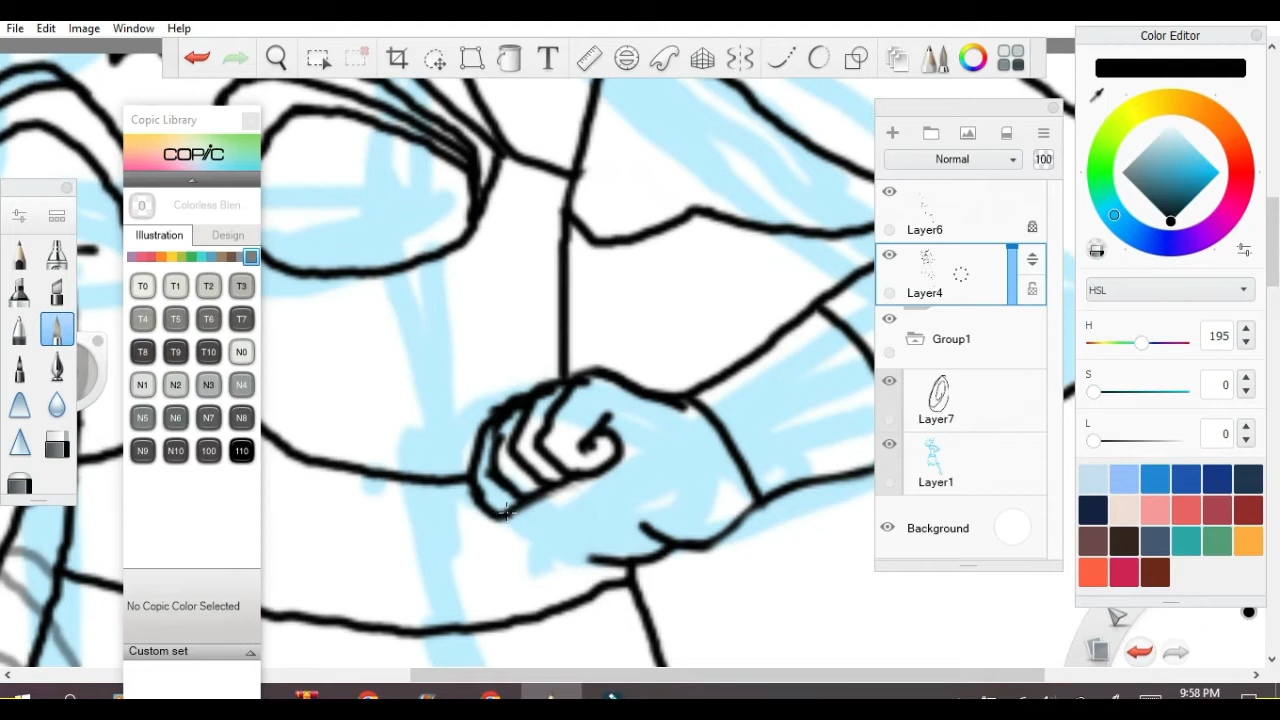 File Edit Image Window Help
T
Color Editor
Copic Library
COPIC
0 Colorless Blen
Illustration Design
T0 T1 T2 T3
T4 T5 T6 T7
T8 T9 T10 N0
N1 N2 N3 N4
N5 N6 N7 N8
N9 N10 100 110
No Copic Color Selected
Custom set
Normal 100
Layer6
Layer4
Group1
Layer7
Layer1
Background
HSL
H 195
S 0
L 0
9:58 PM